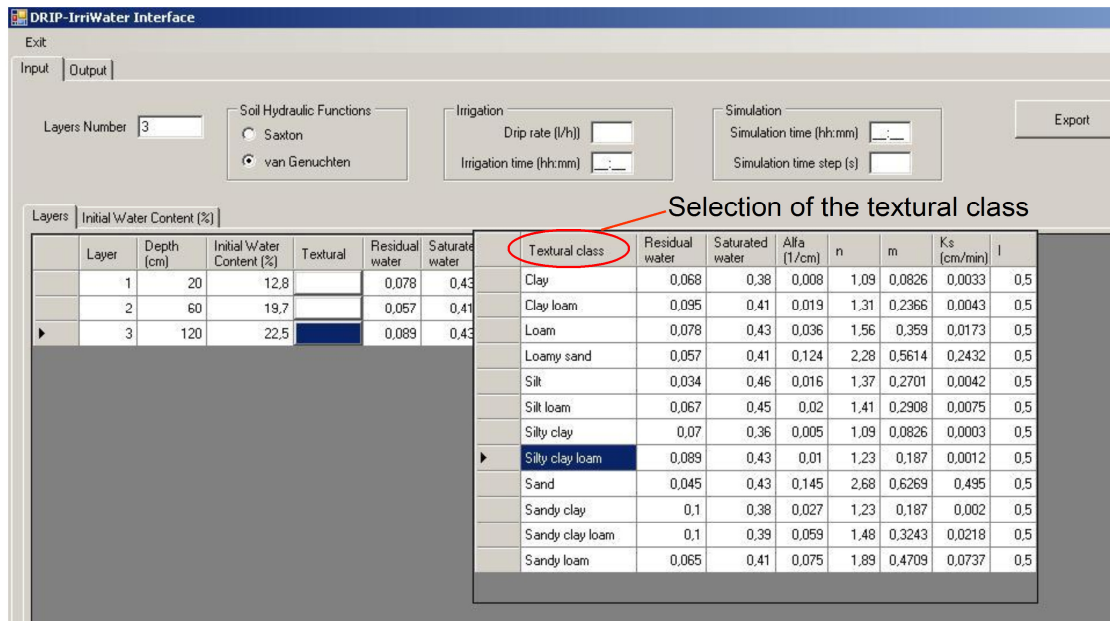 DRIP-IrriWater Interface
Exit
Input Output
Layers Number 3
Soil Hydraulic Functions
Saxton
van Genuchten
Irrigation
Drip rate (l/h))
Irrigation time (hh:mm) __:__
Simulation
Simulation time (hh:mm) __:__
Simulation time step (s)
Export
Selection of the textural class
Layers Initial Water Content (%)
Layer Depth (cm) Initial Water Content (%) Textural Residual water Saturate water
1 20 12,8 0,078 0,43
2 60 19,7 0,057 0,41
3 120 22,5 0,089 0,43
Textural class Residual water Saturated water Alfa (1/cm) n m Ks (cm/min) l
Clay 0,068 0,38 0,008 1,09 0,0826 0,0033 0,5
Clay loam 0,095 0,41 0,019 1,31 0,2366 0,0043 0,5
Loam 0,078 0,43 0,036 1,56 0,359 0,0173 0,5
Loamy sand 0,057 0,41 0,124 2,28 0,5614 0,2432 0,5
Silt 0,034 0,46 0,016 1,37 0,2701 0,0042 0,5
Silt loam 0,067 0,45 0,02 1,41 0,2908 0,0075 0,5
Silty clay 0,07 0,36 0,005 1,09 0,0826 0,0003 0,5
Silty clay loam 0,089 0,43 0,01 1,23 0,187 0,0012 0,5
Sand 0,045 0,43 0,145 2,68 0,6269 0,495 0,5
Sandy clay 0,1 0,38 0,027 1,23 0,187 0,002 0,5
Sandy clay loam 0,1 0,39 0,059 1,48 0,3243 0,0218 0,5
Sandy loam 0,065 0,41 0,075 1,89 0,4709 0,0737 0,5